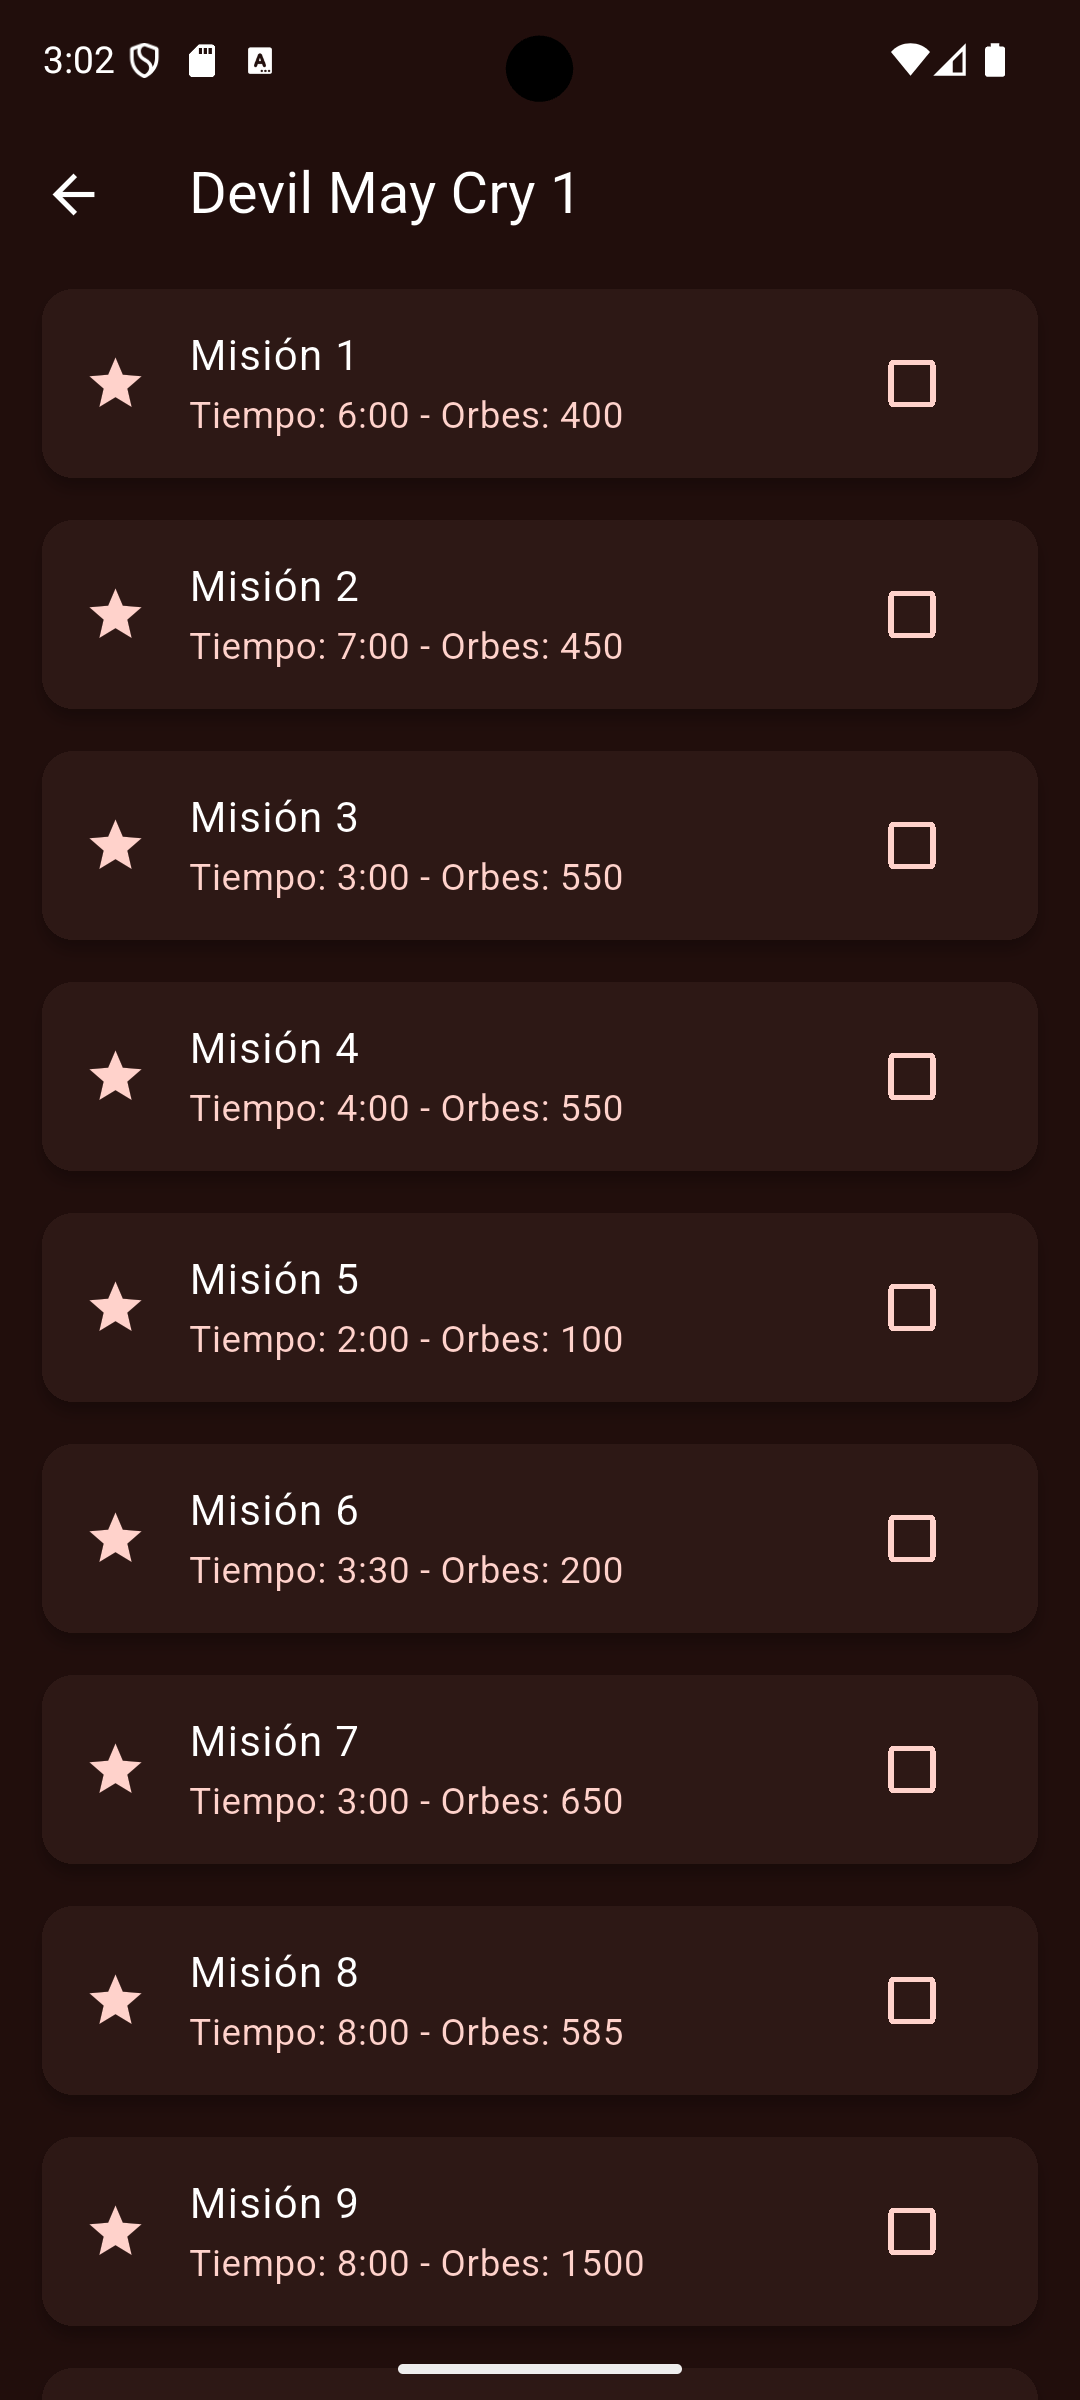 3:02
Devil May Cry 1
Misión 1
Tiempo: 6:00 - Orbes: 400
Misión 2
Tiempo: 7:00 - Orbes: 450
Misión 3
Tiempo: 3:00 - Orbes: 550
Misión 4
Tiempo: 4:00 - Orbes: 550
Misión 5
Tiempo: 2:00 - Orbes: 100
Misión 6
Tiempo: 3:30 - Orbes: 200
Misión 7
Tiempo: 3:00 - Orbes: 650
Misión 8
Tiempo: 8:00 - Orbes: 585
Misión 9
Tiempo: 8:00 - Orbes: 1500